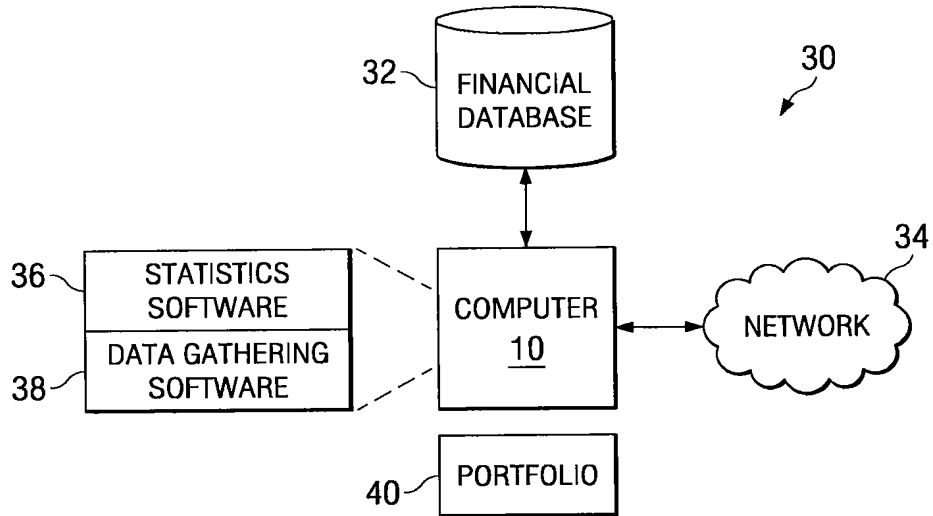 32
FINANCIAL
DATABASE
30
36
STATISTICS
SOFTWARE
38
DATA GATHERING
SOFTWARE
COMPUTER
10
34
NETWORK
40
PORTFOLIO